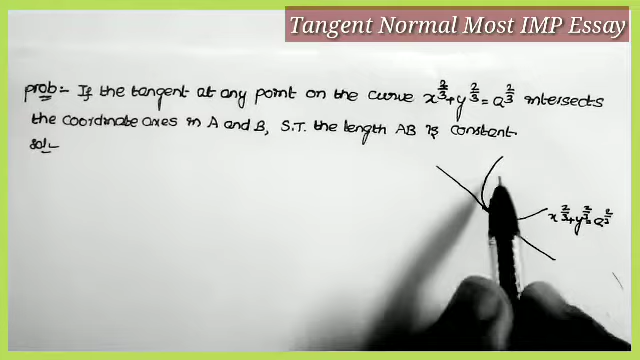 Tangent Normal Most IMP Essay
prob:- If the tangent at any point on the curve x^(2/3)+y^(2/3)=a^(2/3) intersects
the coordinate axes in A and B, S.T. the length AB is constant
Sol:-
x^(2/3)+y^(2/3)=a^(2/3)